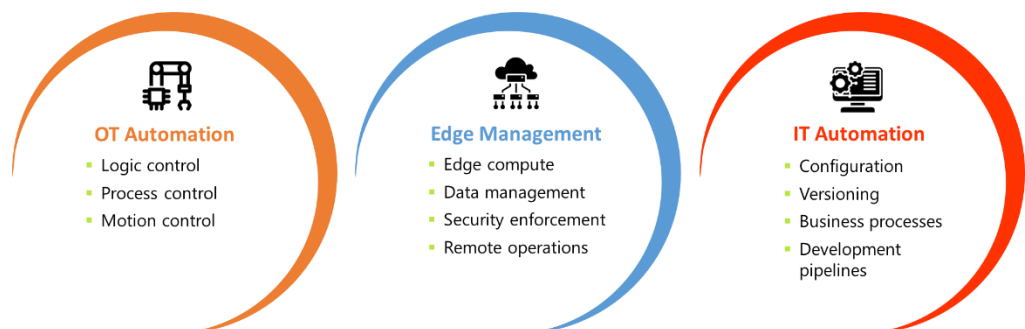 OT Automation
Logic control
Process control
Motion control
Edge Management
Edge compute
Data management
Security enforcement
Remote operations
IT Automation
Configuration
Versioning
Business processes
Development
pipelines